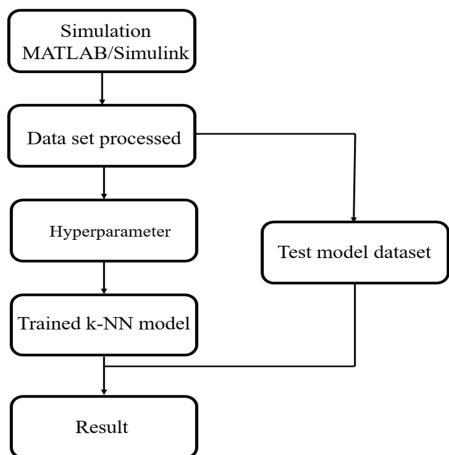 Simulation
MATLAB/Simulink
Data set processed
Hyperparameter
Test model dataset
Trained k-NN model
Result